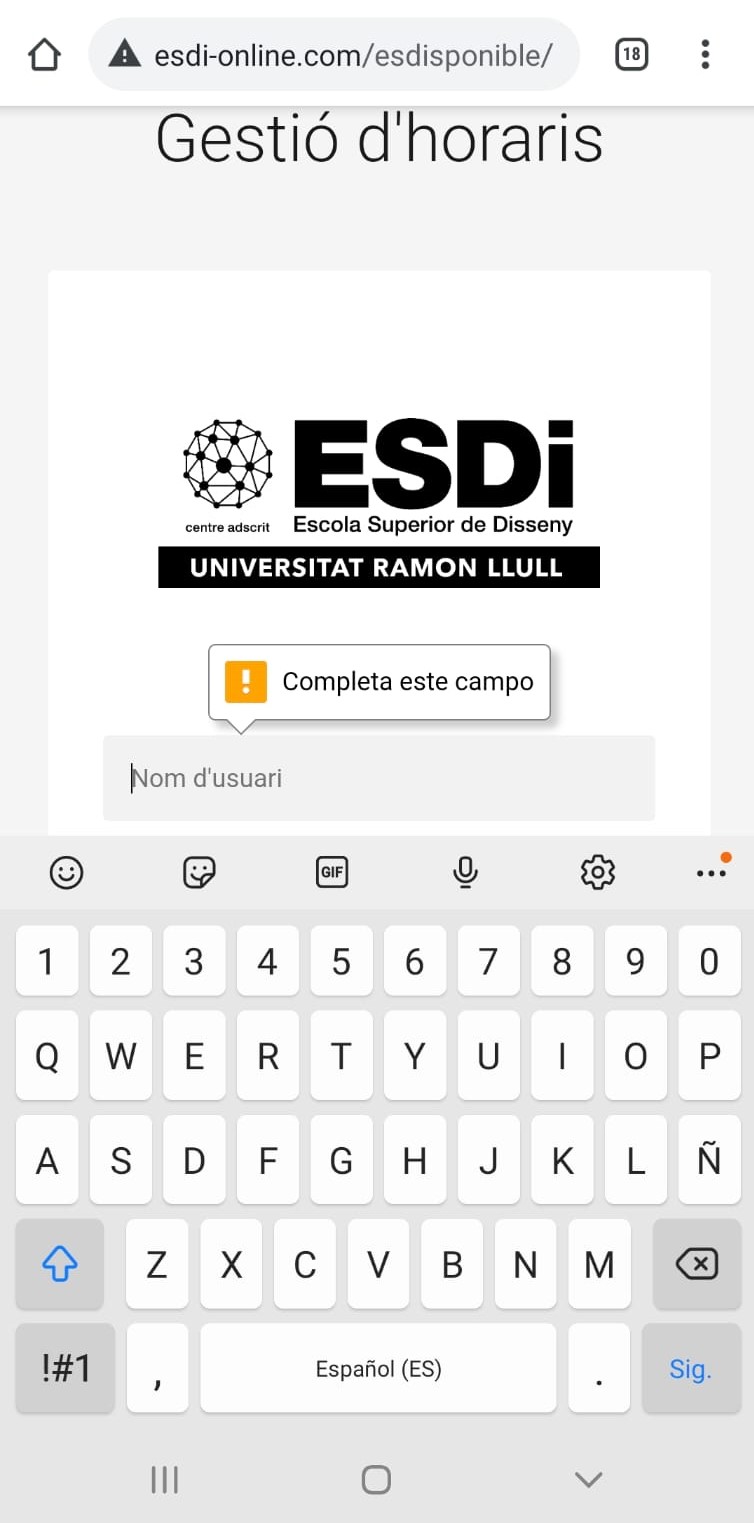 esdi-online.com/esdisponible/
18
Gestió d'horaris
ESDi
centre adscrit
Escola Superior de Disseny
UNIVERSITAT RAMON LLULL
! Completa este campo
Nom d'usuari
GIF
1 2 3 4 5 6 7 8 9 0
Q W E R T Y U I O P
A S D F G H J K L Ñ
Z X C V B N M
!#1 , Español (ES) . Sig.